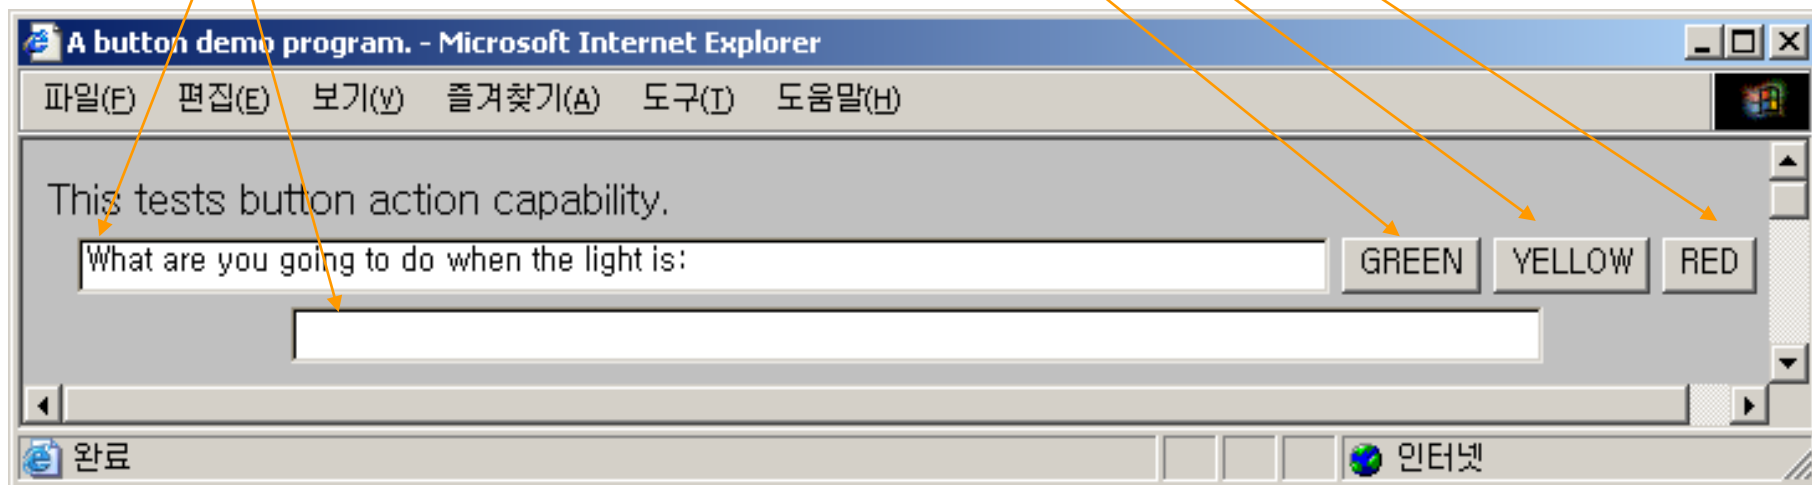 A button demo program. - Microsoft Internet Explorer
파일(F) 편집(E) 보기(V) 즐겨찾기(A) 도구(T) 도움말(H)
This tests button action capability.
What are you going to do when the light is: GREEN YELLOW RED
완료 인터넷